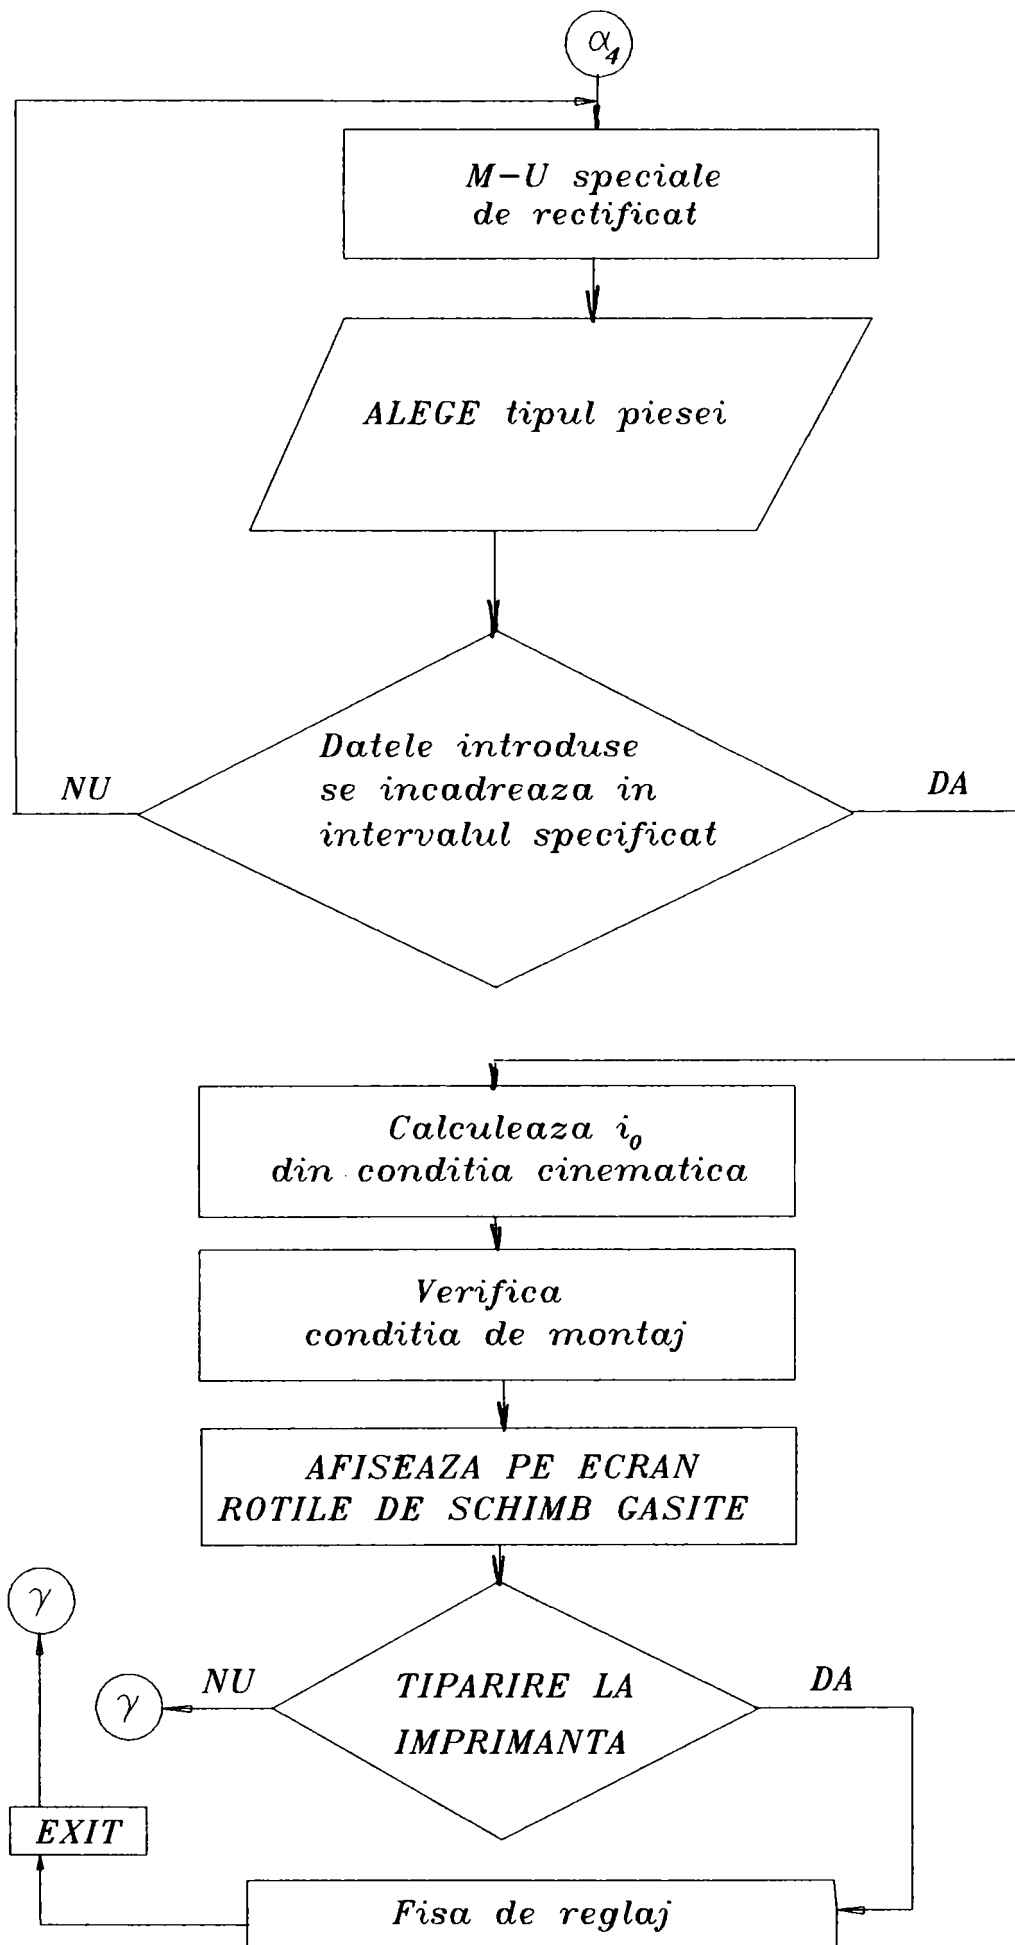 α₄
M-U speciale
de rectificat
ALEGE tipul piesei
Datele introduse
se incadreaza in
intervalul specificat
NU
DA
Calculeaza i₀
din conditia cinematica
Verifica
conditia de montaj
AFISEAZA PE ECRAN
ROTILE DE SCHIMB GASITE
γ
γ
NU
TIPARIRE LA
IMPRIMANTA
DA
EXIT
Fisa de reglaj